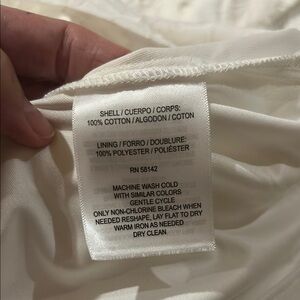 SHELL / CUERPO / CORPS:
100% COTTON / ALGODÓN / COTON
LINING / FORRO / DOUBLURE:
100% POLYESTER / POLIÉSTER
RN 58142
MACHINE WASH COLD
WITH SIMILAR COLORS
GENTLE CYCLE
ONLY NON-CHLORINE BLEACH WHEN
NEEDED RESHAPE, LAY FLAT TO DRY
WARM IRON AS NEEDED
DRY CLEAN